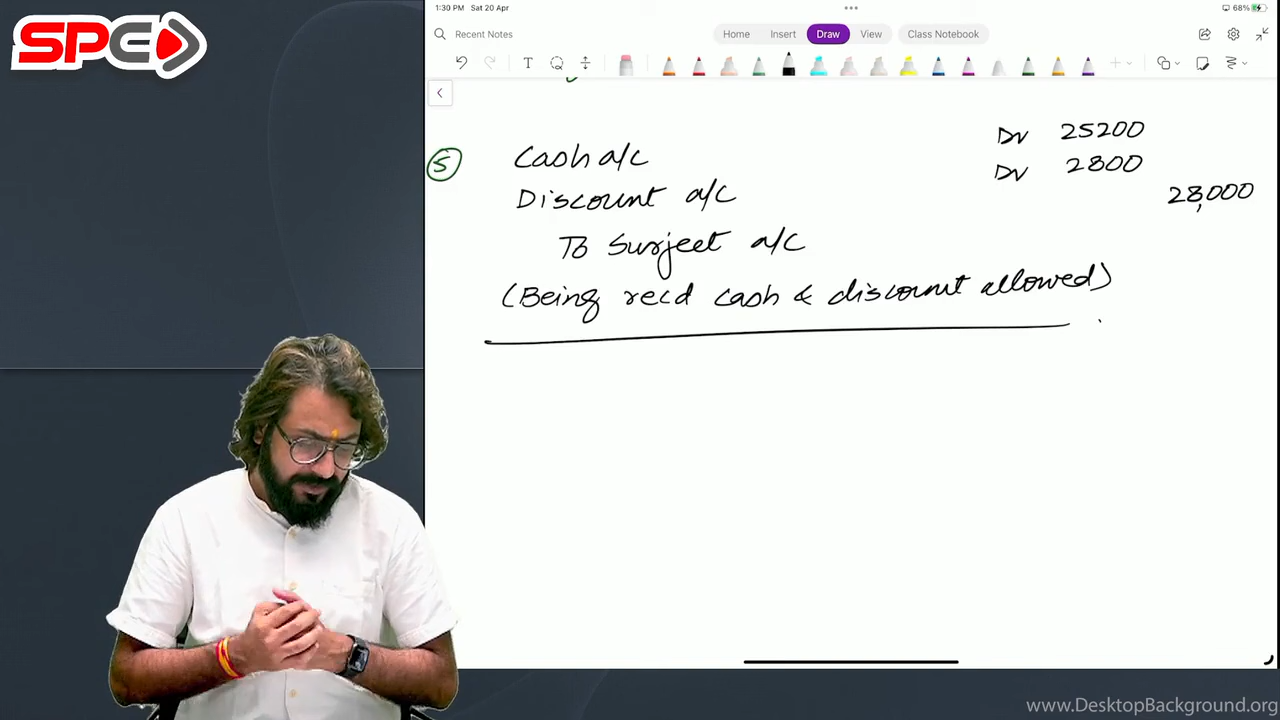 SPE
1:30 PM Sat 20 Apr
68%
Recent Notes
Home Insert Draw View Class Notebook
5 Cash a/c Dr 25200
Discount a/c Dr 2800
To Surjeet a/c 28,000
(Being recd cash & discount allowed)
www.DesktopBackground.org